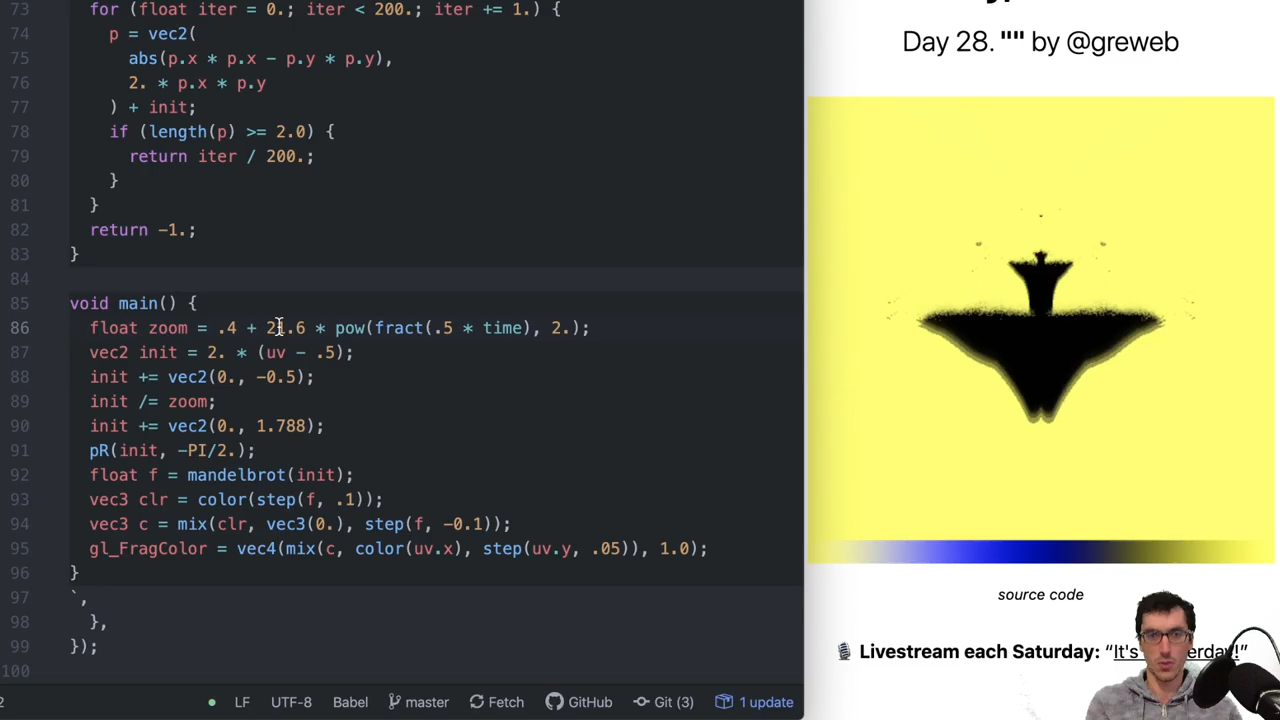 73 for (float iter = 0.; iter < 200.; iter += 1.) {
74 p = vec2(
75 abs(p.x * p.x - p.y * p.y),
76 2. * p.x * p.y
77 ) + init;
78 if (length(p) >= 2.0) {
79 return iter / 200.;
80 }
81 }
82 return -1.;
83 }
84
85 void main() {
86 float zoom = .4 + 21.6 * pow(fract(.5 * time), 2.);
87 vec2 init = 2. * (uv - .5);
88 init += vec2(0., -0.5);
89 init /= zoom;
90 init += vec2(0., 1.788);
91 pR(init, -PI/2.);
92 float f = mandelbrot(init);
93 vec3 clr = color(step(f, .1));
94 vec3 c = mix(clr, vec3(0.), step(f, -0.1));
95 gl_FragColor = vec4(mix(c, color(uv.x), step(uv.y, .05)), 1.0);
96 }
97 `,
98 },
99 });
100
LF UTF-8 Babel master Fetch GitHub Git (3) 1 update
Day 28. "" by @greweb
source code
Livestream each Saturday: “It's erday!”